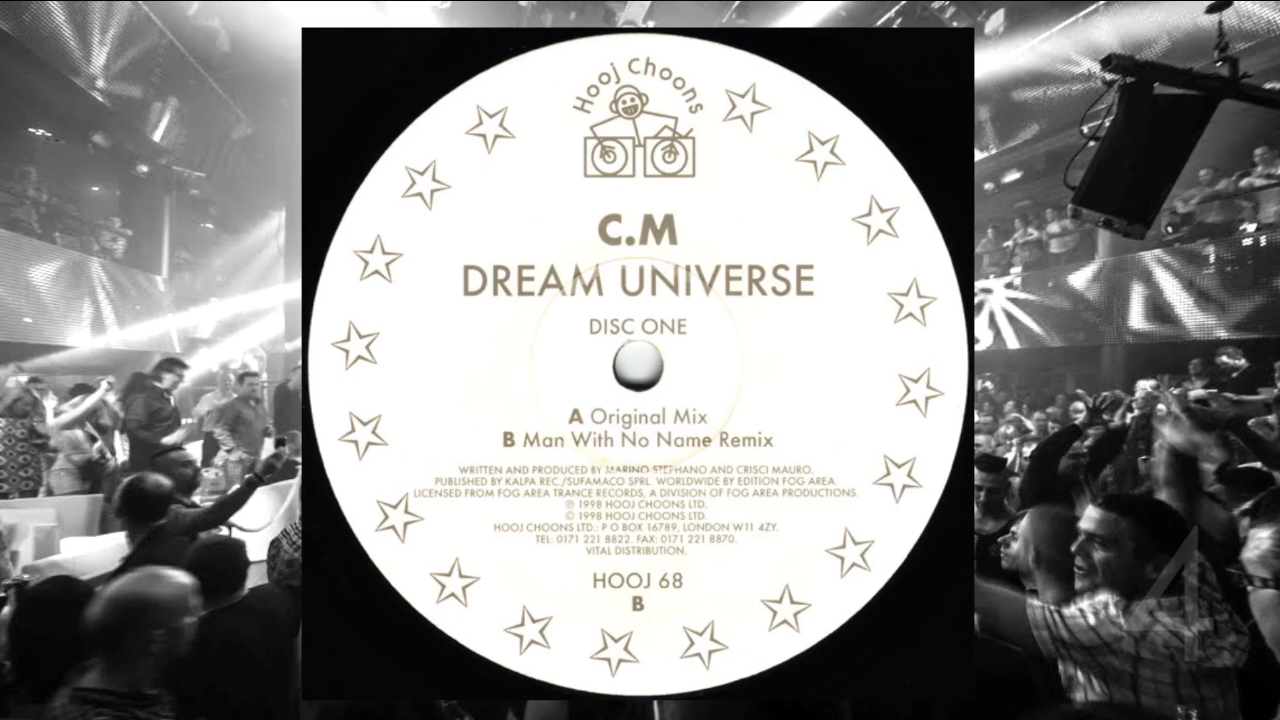 Hooj Choons
C.M
DREAM UNIVERSE
DISC ONE
A Original Mix
B Man With No Name Remix
WRITTEN AND PRODUCED BY MARINO STEPHANO AND CRISCI MAURO.
PUBLISHED BY KALPA REC./SUFAMACO SPRL. WORLDWIDE BY EDITION FOG AREA.
LICENSED FROM FOG AREA TRANCE RECORDS, A DIVISION OF FOG AREA PRODUCTIONS.
℗ 1998 HOOJ CHOONS LTD.
© 1998 HOOJ CHOONS LTD.
HOOJ CHOONS LTD.: P O BOX 16789, LONDON W11 4ZY.
TEL: 0171 221 8822. FAX: 0171 221 8870.
VITAL DISTRIBUTION.
HOOJ 68
B
4